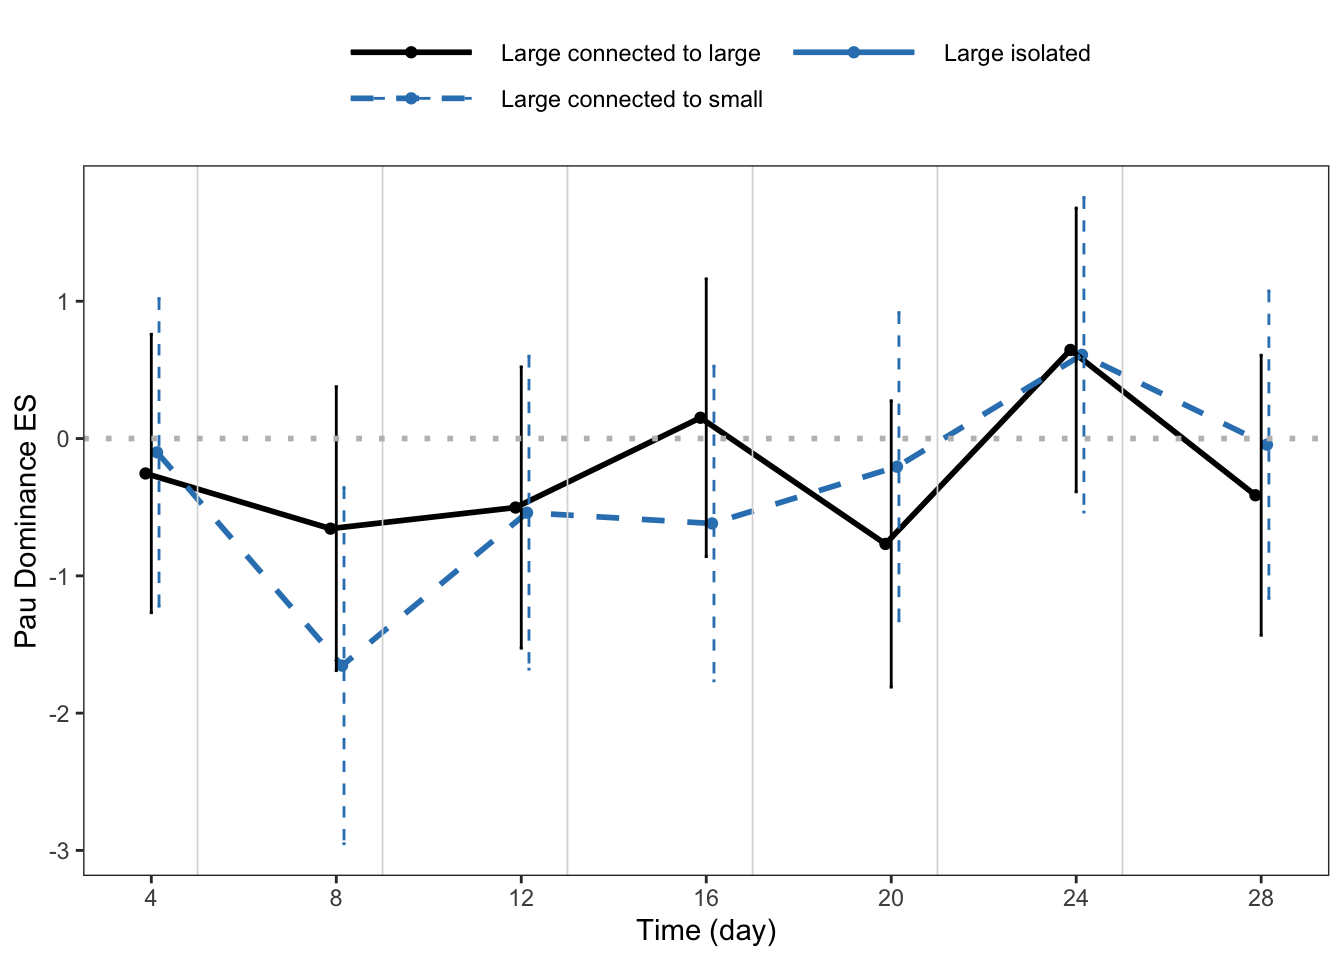 Large connected to large
Large isolated
Large connected to small
Pau Dominance ES
1
0
-1
-2
-3
4
8
12
16
20
24
28
Time (day)